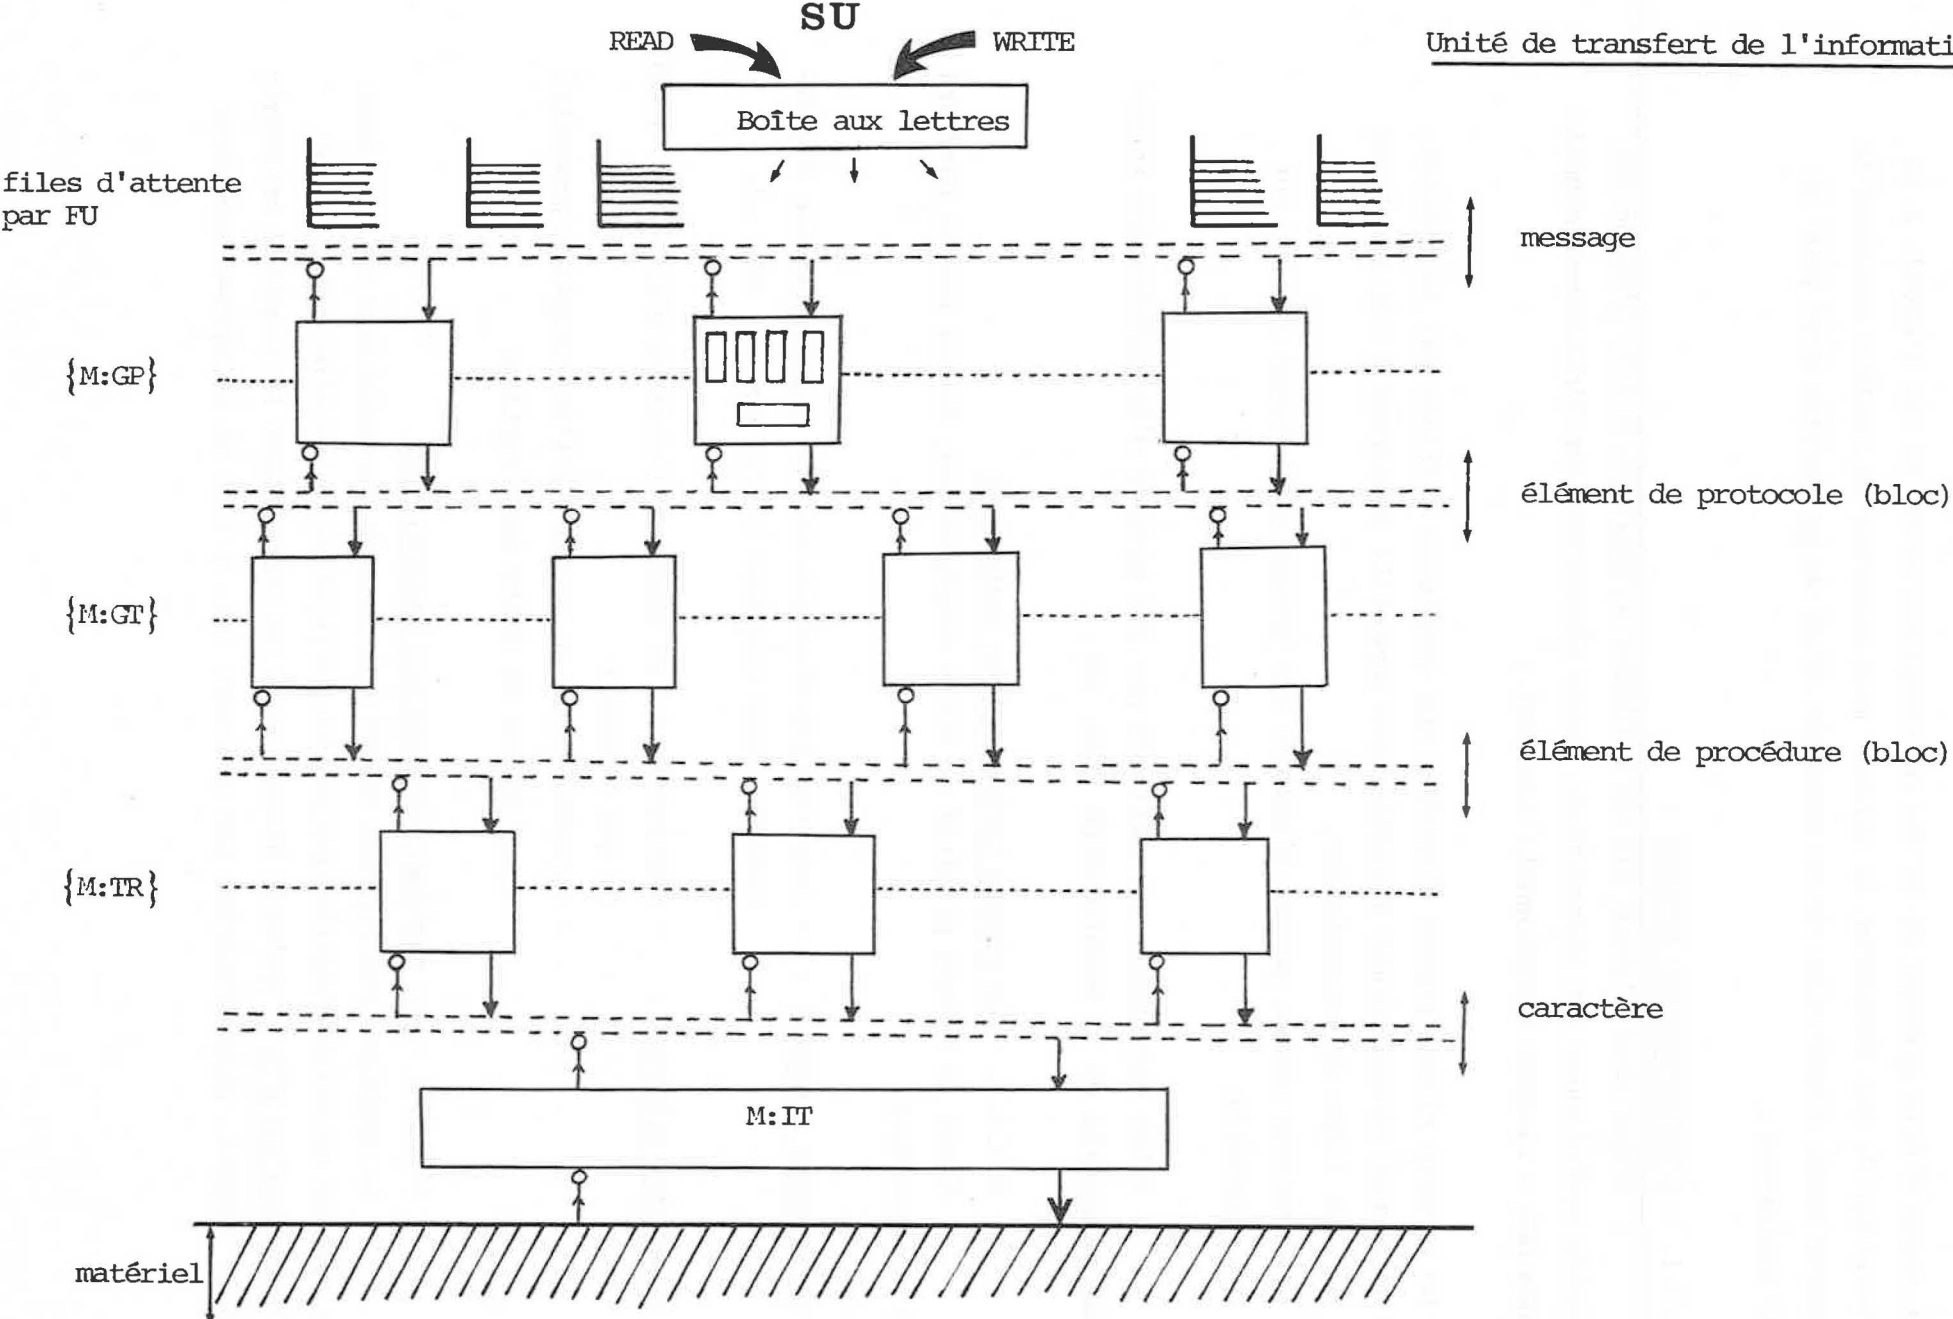 SU
READ WRITE
Unité de transfert de l'informati
Boîte aux lettres
files d'attente
par FU
message
{M:GP}
élément de protocole (bloc)
{M:GT}
élément de procédure (bloc)
{M:TR}
caractère
M:IT
matériel